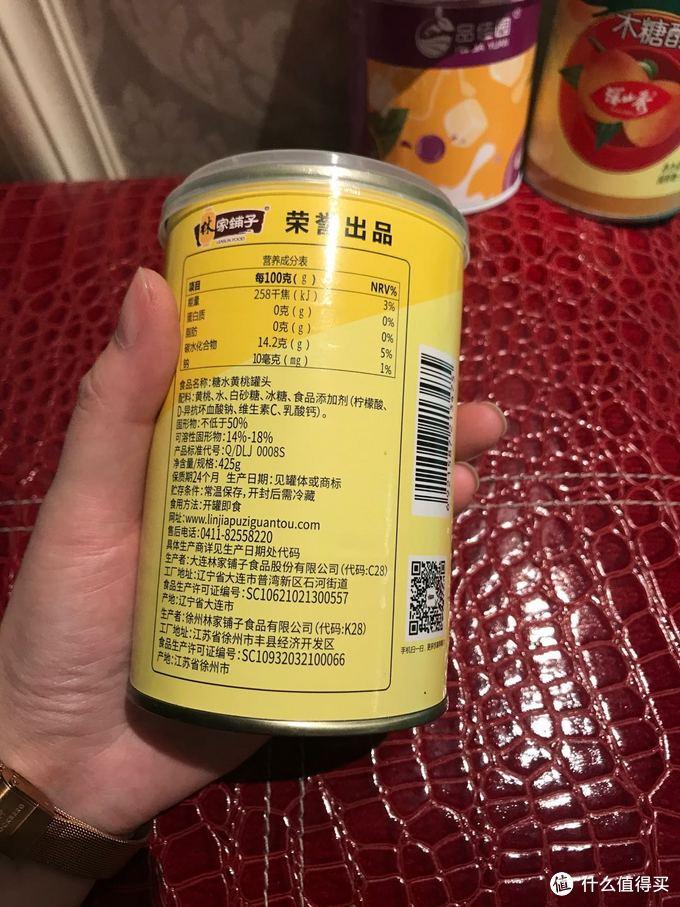 品皇园
YUAN
木糖醇
林家铺子
LEASUN FOOD
荣誉出品
营养成分表
项目 每100克(g) NRV%
能量 258千焦(kJ) 3%
蛋白质 0克(g) 0%
脂肪 0克(g) 0%
碳水化合物 14.2克(g) 5%
钠 10毫克(mg) 1%
食品名称:糖水黄桃罐头
配料:黄桃、水、白砂糖、冰糖、食品添加剂(柠檬酸、
D-异抗坏血酸钠、维生素C、乳酸钙)。
固形物:不低于50%
可溶性固形物:14%-18%
产品标准代号:Q/DLJ 0008S
净含量/规格:425g
保质期24个月 生产日期:见罐体或商标
贮存条件:常温保存,开封后需冷藏
食用方法:开罐即食
网址:www.linjiapuziguantou.com
售后电话:0411-82558220
具体生产商详见生产日期处代码
生产者:大连林家铺子食品股份有限公司(代码:C28)
工厂地址:辽宁省大连市普湾新区石河街道
食品生产许可证编号:SC10621021300557
产地:辽宁省大连市
生产者:徐州林家铺子食品有限公司(代码:K28)
工厂地址:江苏省徐州市丰县经济开发区
食品生产许可证编号:SC10932032100066
产地:江苏省徐州市
手机扫一扫
值 什么值得买